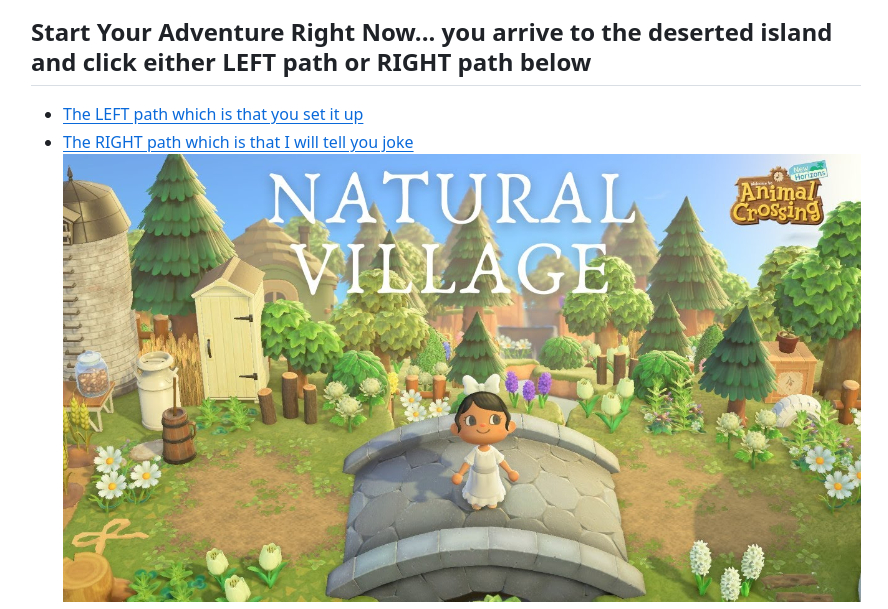 Start Your Adventure Right Now... you arrive to the deserted island
and click either LEFT path or RIGHT path below
The LEFT path which is that you set it up
The RIGHT path which is that I will tell you joke
NATURAL
VILLAGE
New
Horizons
Animal
Crossing